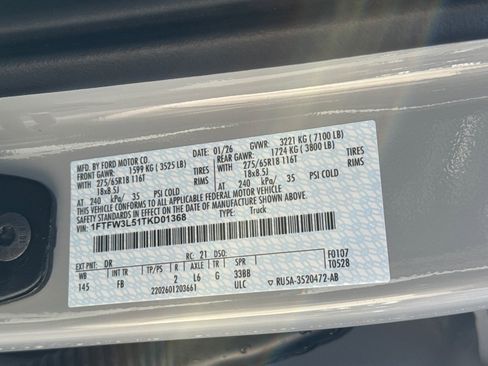 MFD. BY FORD MOTOR CO.
01/26 GVWR: 3221 KG ( 7100 LB)
FRONT GAWR: 1599 KG ( 3525 LB) REAR GAWR: 1724 KG ( 3800 LB)
WITH 275/65R18 116T TIRES WITH 275/65R18 116T TIRES
18x8.5J RIMS 18x8.5J RIMS
AT 240 kPa/ 35 PSI COLD AT 240 kPa/ 35 PSI COLD
THIS VEHICLE CONFORMS TO ALL APPLICABLE FEDERAL MOTOR VEHICLE
SAFETY STANDARDS IN EFFECT ON THE DATE OF MANUFACTURE SHOWN ABOVE.
VIN: 1FTFW3L51TKD01368 TYPE: Truck
EXT PNT: DR RC: 21 DSO: F0107
WB TP/PS R AXLE TR SPR T0528
145 FB 2 L6 G 33BB
ULC
2202601203661 RU5A-3520472-AB